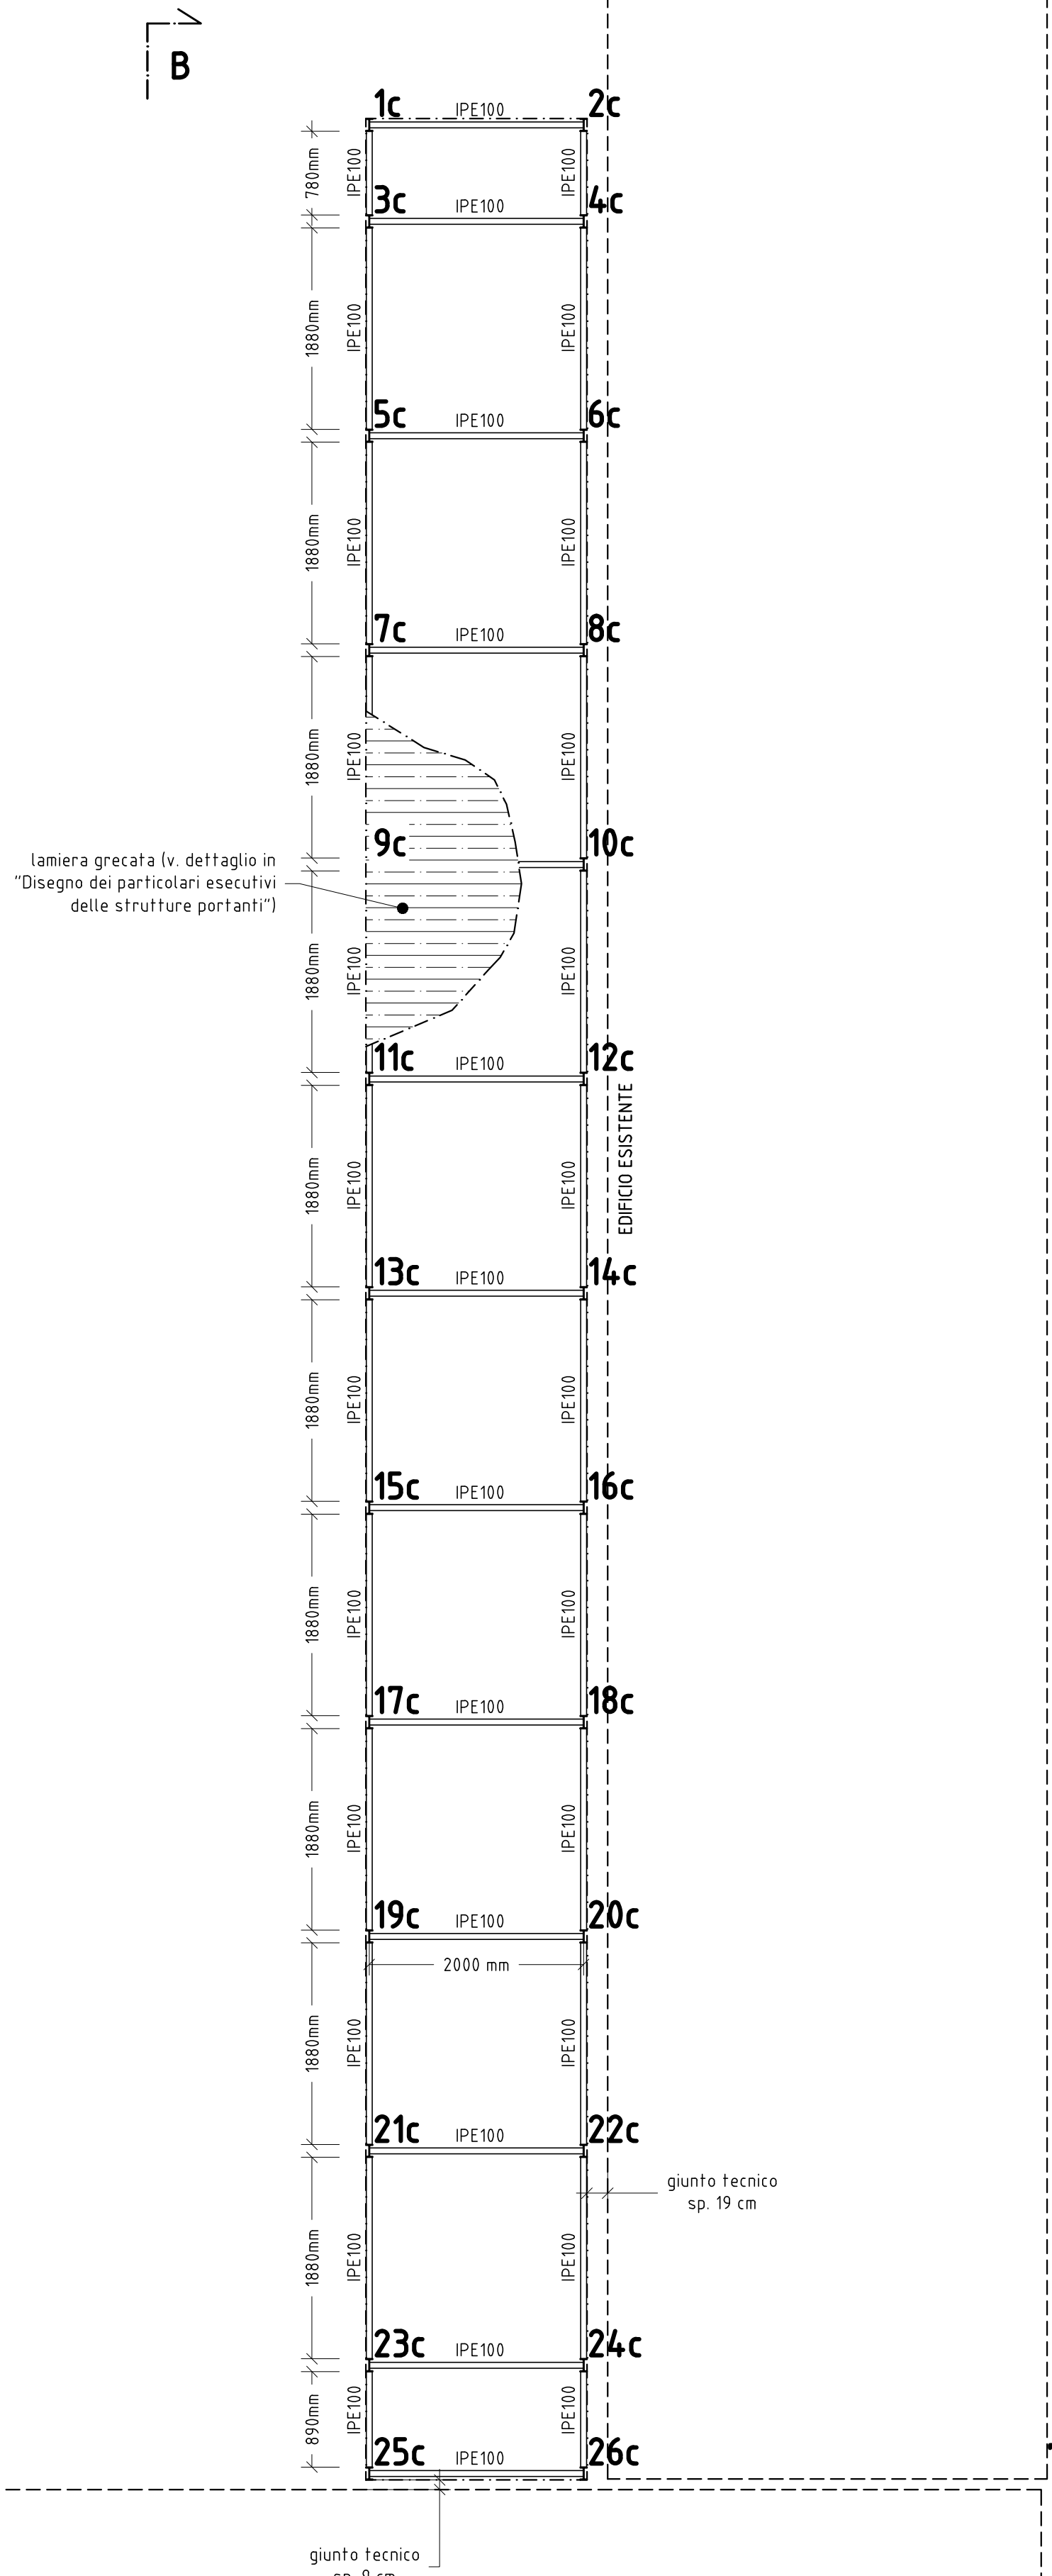 B
1c IPE100 2c
780mm IPE100 IPE100
3c IPE100 4c
1880mm IPE100 IPE100
5c IPE100 6c
1880mm IPE100 IPE100
7c IPE100 8c
1880mm IPE100 IPE100
9c 10c
lamiera grecata (v. dettaglio in
"Disegno dei particolari esecutivi
delle strutture portanti")
1880mm IPE100 IPE100
11c IPE100 12c
EDIFICIO ESISTENTE
1880mm IPE100 IPE100
13c IPE100 14c
1880mm IPE100 IPE100
15c IPE100 16c
1880mm IPE100 IPE100
17c IPE100 18c
1880mm IPE100 IPE100
19c IPE100 20c
2000 mm
1880mm IPE100 IPE100
21c IPE100 22c
giunto tecnico
sp. 19 cm
1880mm IPE100 IPE100
23c IPE100 24c
890mm IPE100 IPE100
25c IPE100 26c
giunto tecnico